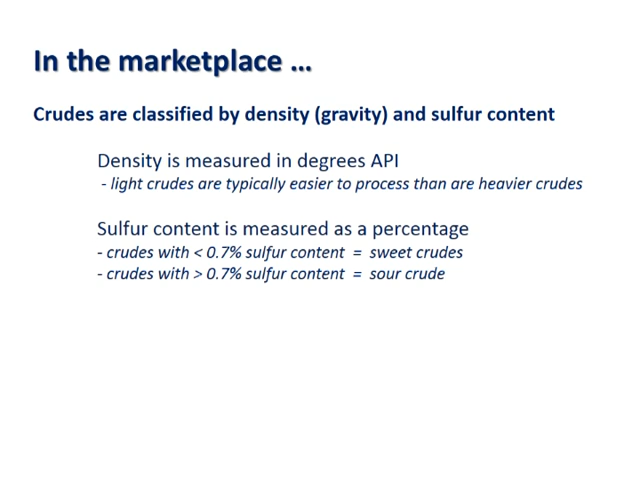 In the marketplace ...
Crudes are classified by density (gravity) and sulfur content
Density is measured in degrees API
- light crudes are typically easier to process than are heavier crudes
Sulfur content is measured as a percentage
- crudes with < 0.7% sulfur content = sweet crudes
- crudes with > 0.7% sulfur content = sour crude